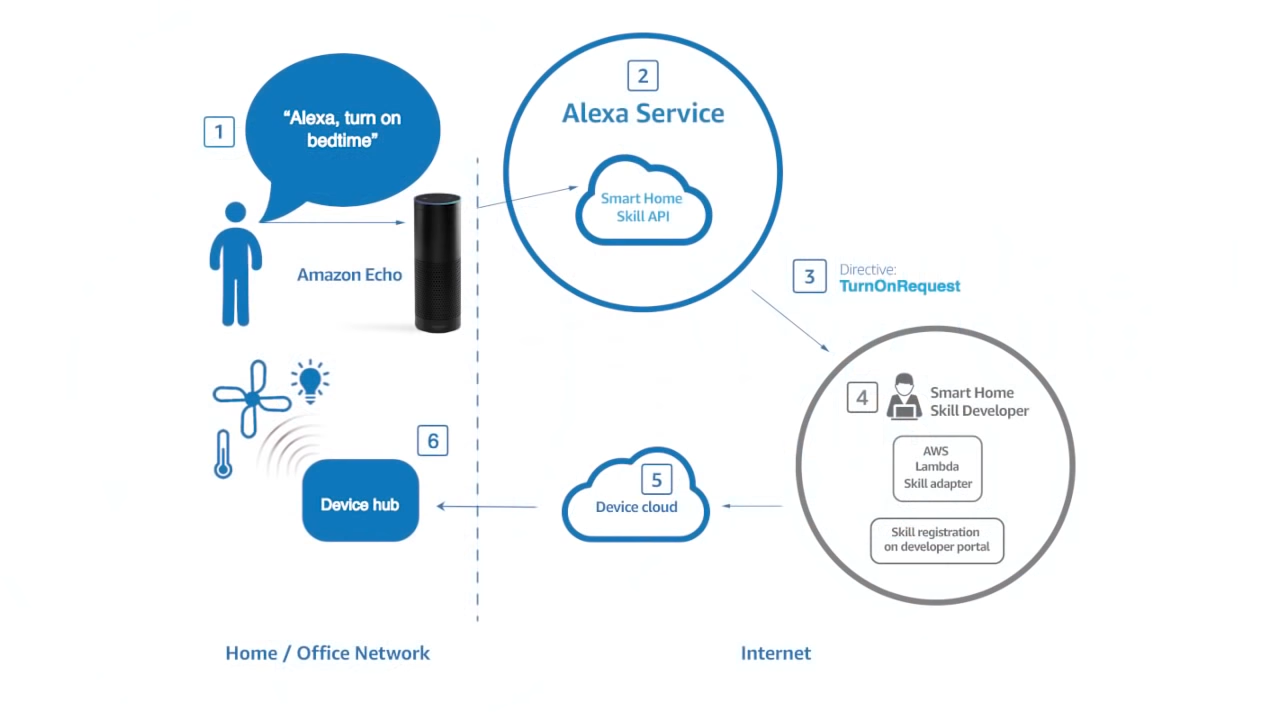 1
“Alexa, turn on
bedtime”
Amazon Echo
2
Alexa Service
Smart Home
Skill API
3
Directive:
TurnOnRequest
4
Smart Home
Skill Developer
AWS
Lambda
Skill adapter
Skill registration
on developer portal
5
Device cloud
6
Device hub
Home / Office Network
Internet